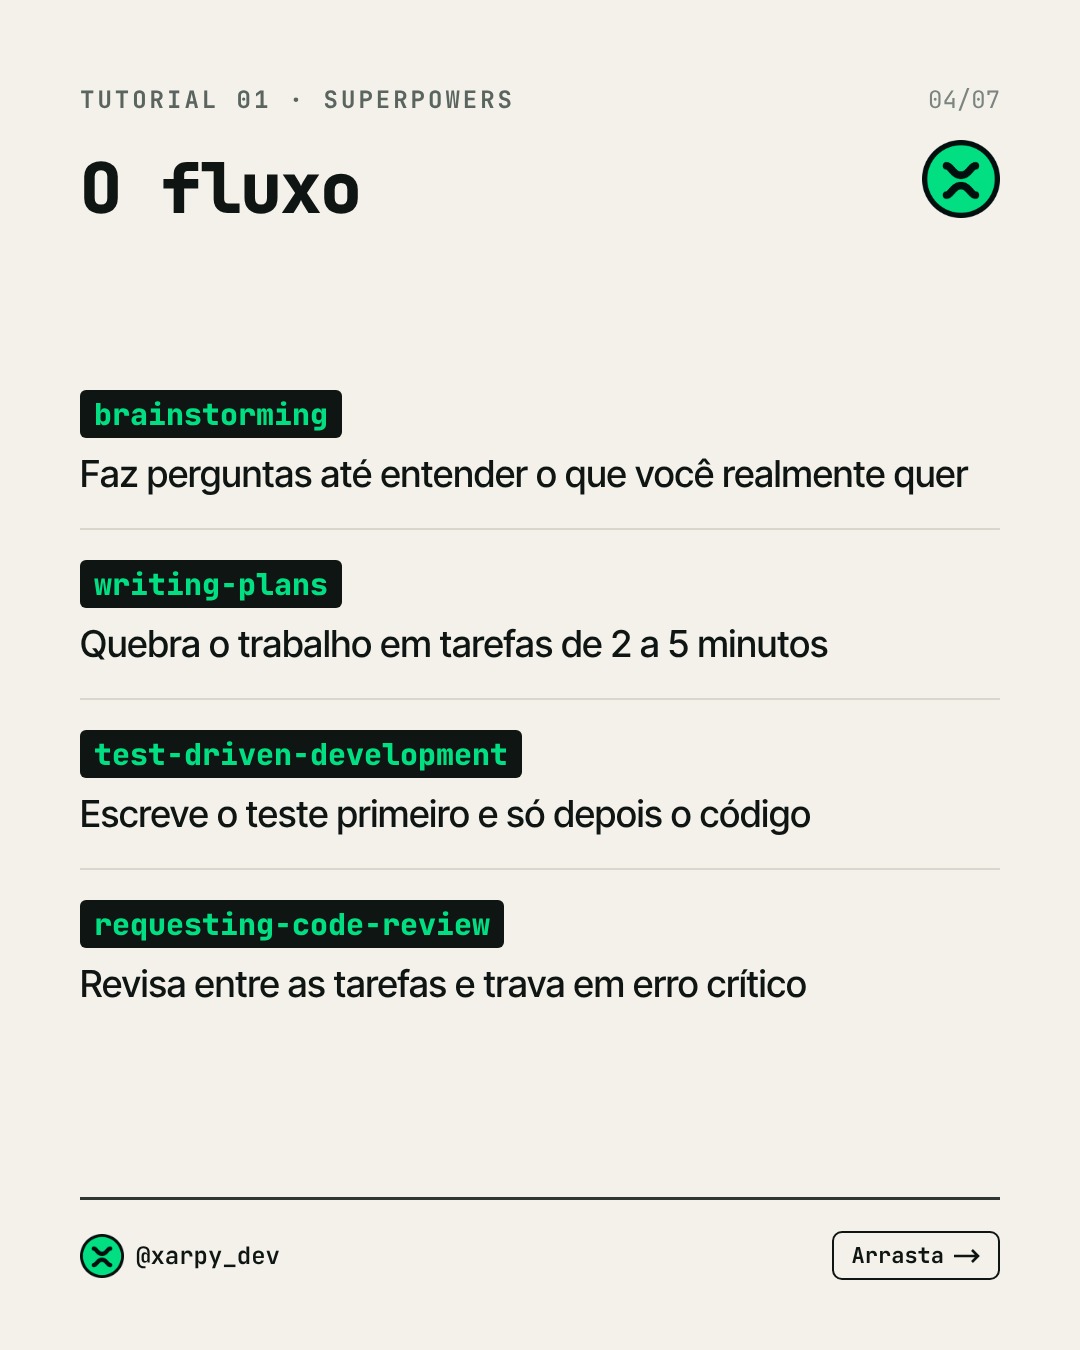 TUTORIAL 01 · SUPERPOWERS
04/07
O fluxo
brainstorming
Faz perguntas até entender o que você realmente quer
writing-plans
Quebra o trabalho em tarefas de 2 a 5 minutos
test-driven-development
Escreve o teste primeiro e só depois o código
requesting-code-review
Revisa entre as tarefas e trava em erro crítico
@xarpy_dev
Arrasta →